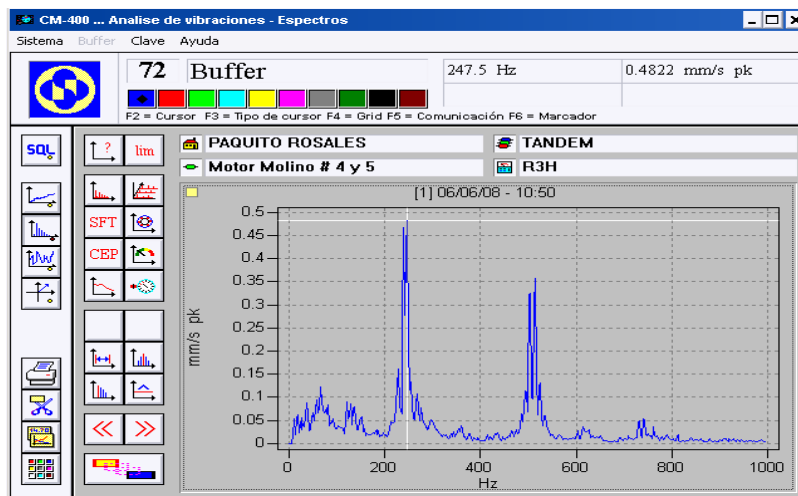 CM-400 ... Analise de vibraciones - Espectros
Sistema Buffer Clave Ayuda
72 Buffer
247.5 Hz 0.4822 mm/s pk
F2 = Cursor F3 = Tipo de cursor F4 = Grid F5 = Comunicación F6 = Marcador
SQL
? lim
PAQUITO ROSALES TANDEM
Motor Molino # 4 y 5 R3H
[1] 06/06/08 - 10:50
SFT
CEP
mm/s pk
0.5
0.45
0.4
0.35
0.3
0.25
0.2
0.15
0.1
0.05
0
0 200 400 600 800 1000
Hz
14.78